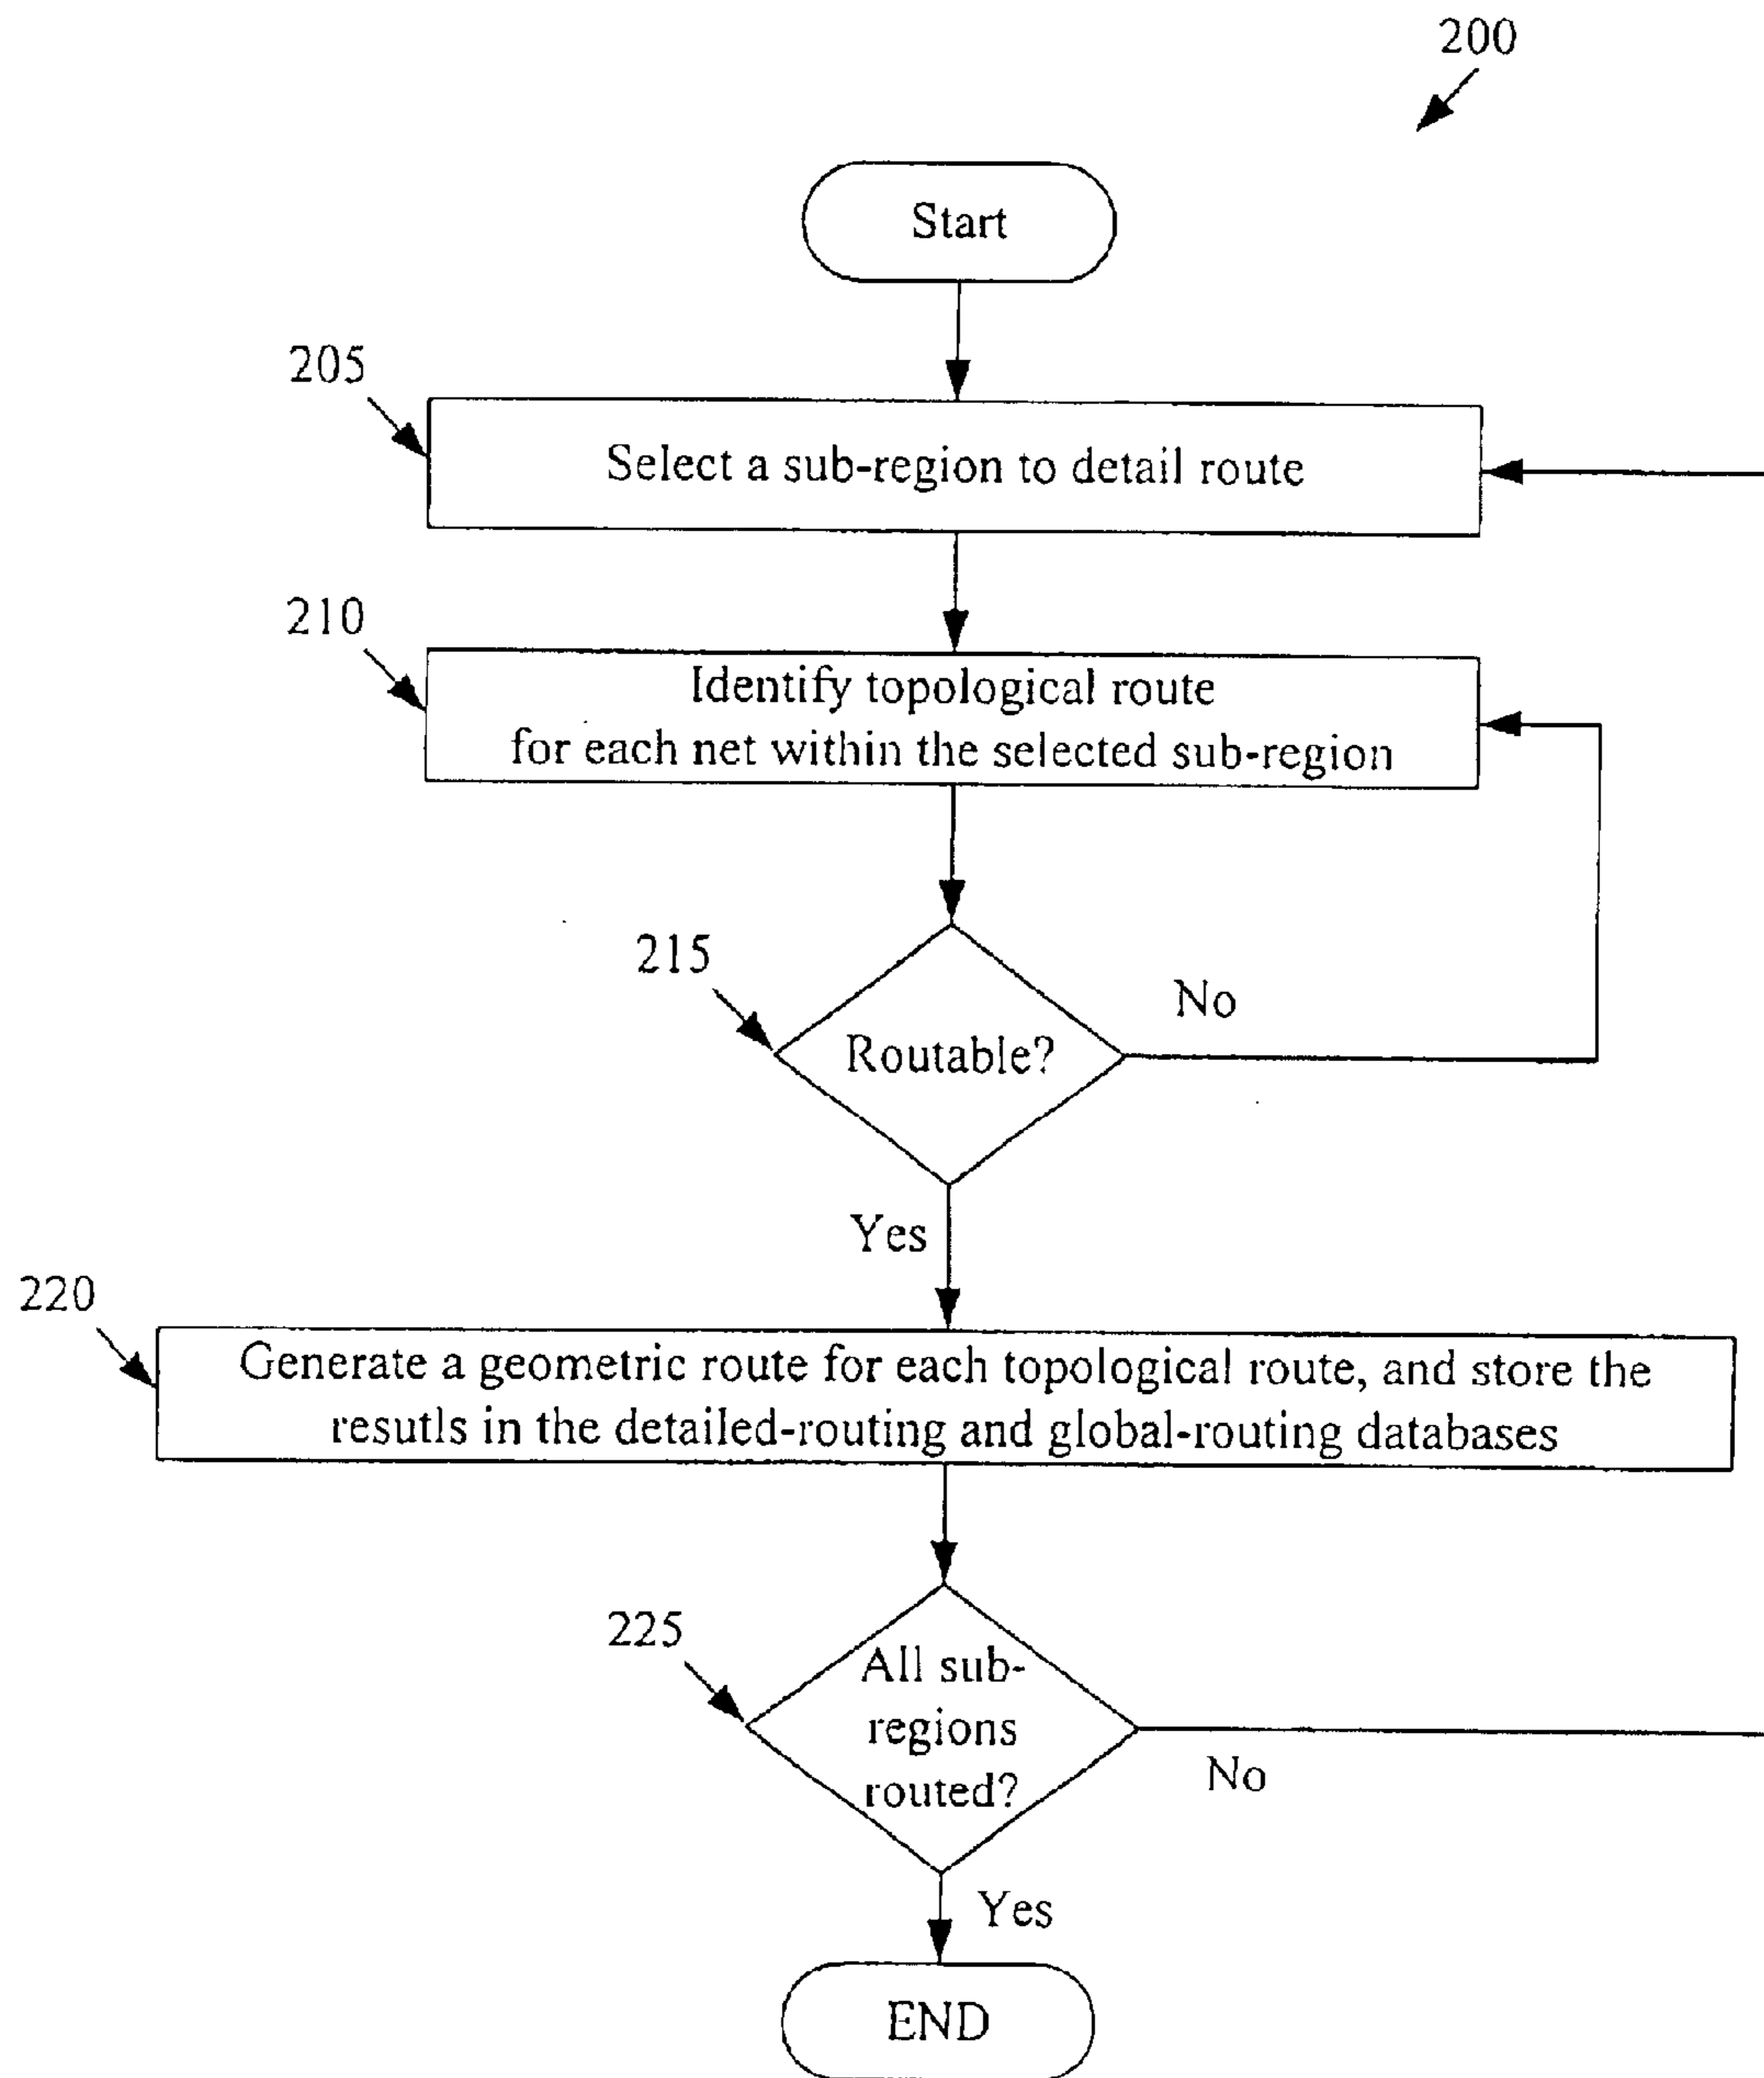 200
Start
205
Select a sub-region to detail route
210
Identify topological route
for each net within the selected sub-region
215
Routable?
No
Yes
220
Generate a geometric route for each topological route, and store the
resutls in the detailed-routing and global-routing databases
225
All sub-
regions
routed?
No
Yes
END